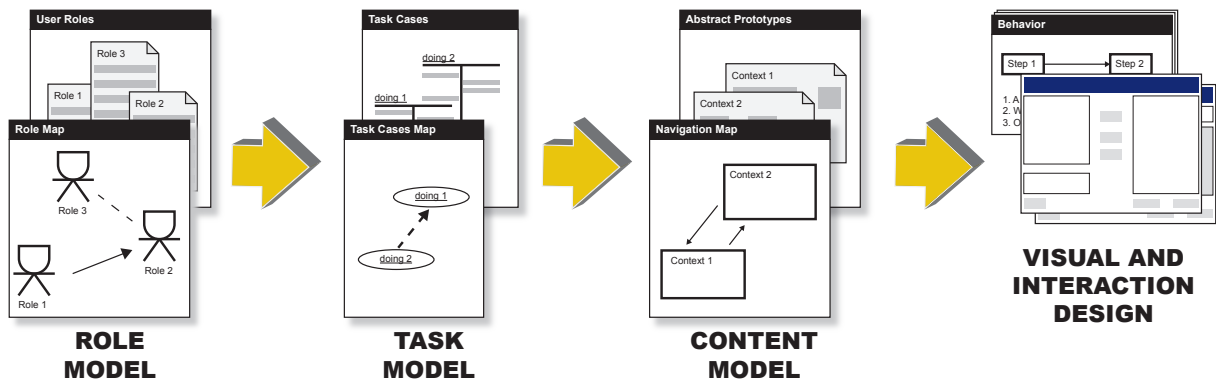 User Roles
Role 3
Role 1
Role 2
Role Map
Role 3
Role 2
Role 1
ROLE
MODEL
Task Cases
doing 2
doing 1
Task Cases Map
doing 1
doing 2
TASK
MODEL
Abstract Prototypes
Context 1
Context 2
Navigation Map
Context 2
Context 1
CONTENT
MODEL
Behavior
Step 1
Step 2
1. A
2. W
3. O
VISUAL AND
INTERACTION
DESIGN